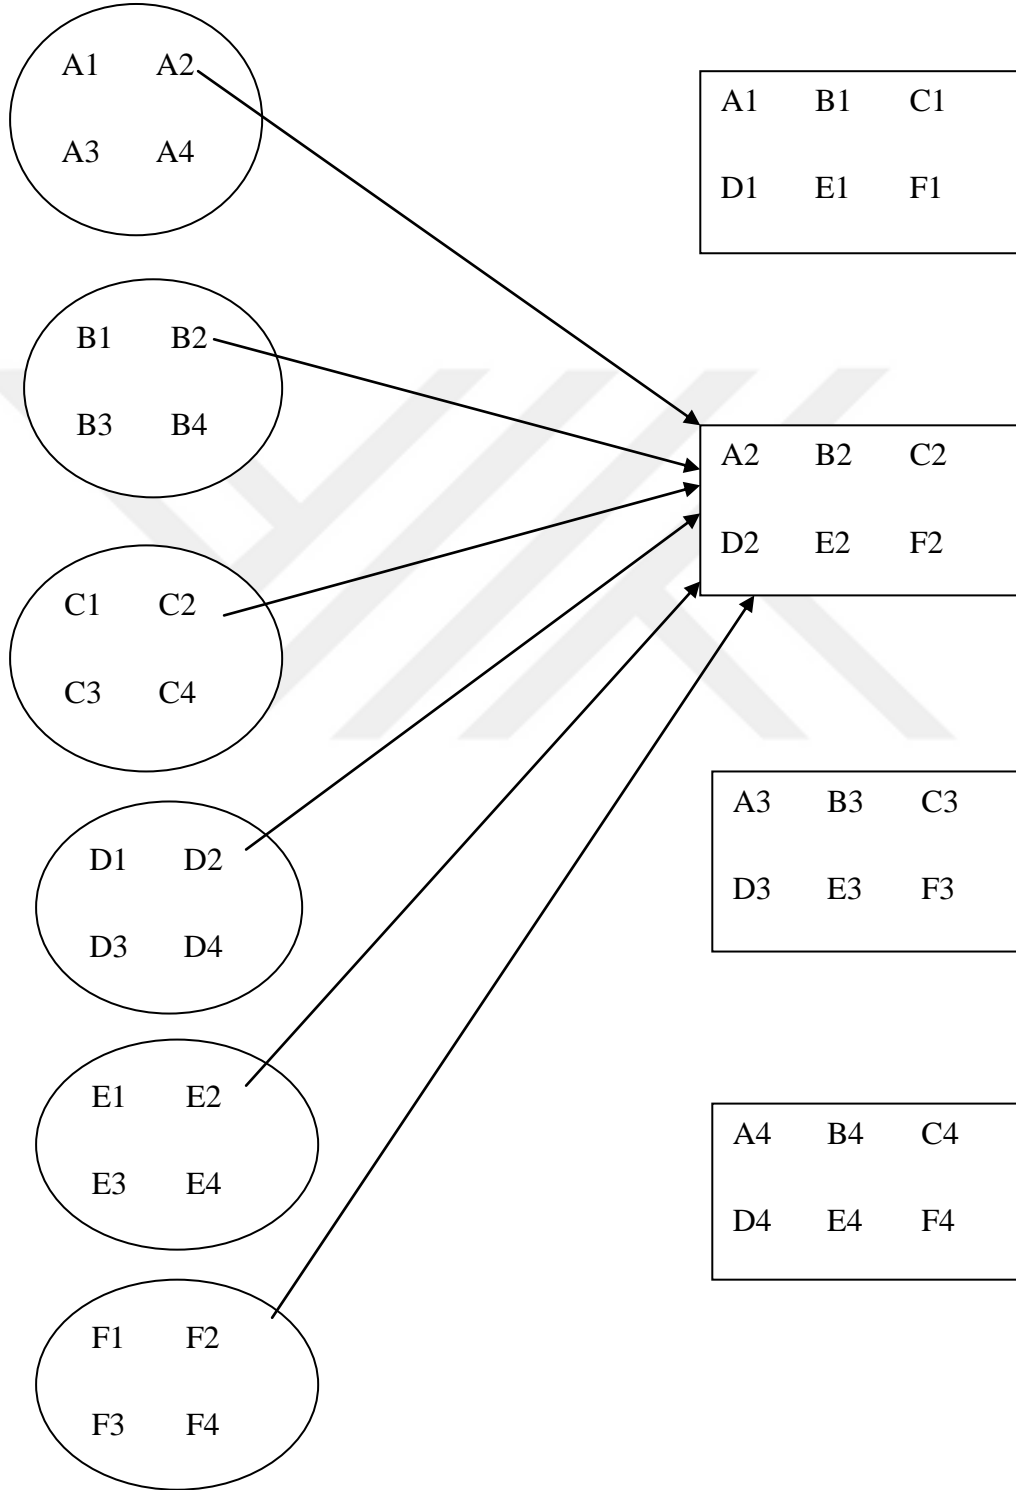 A1 A2
A3 A4
B1 B2
B3 B4
C1 C2
C3 C4
D1 D2
D3 D4
E1 E2
E3 E4
F1 F2
F3 F4
A1 B1 C1
D1 E1 F1
A2 B2 C2
D2 E2 F2
A3 B3 C3
D3 E3 F3
A4 B4 C4
D4 E4 F4